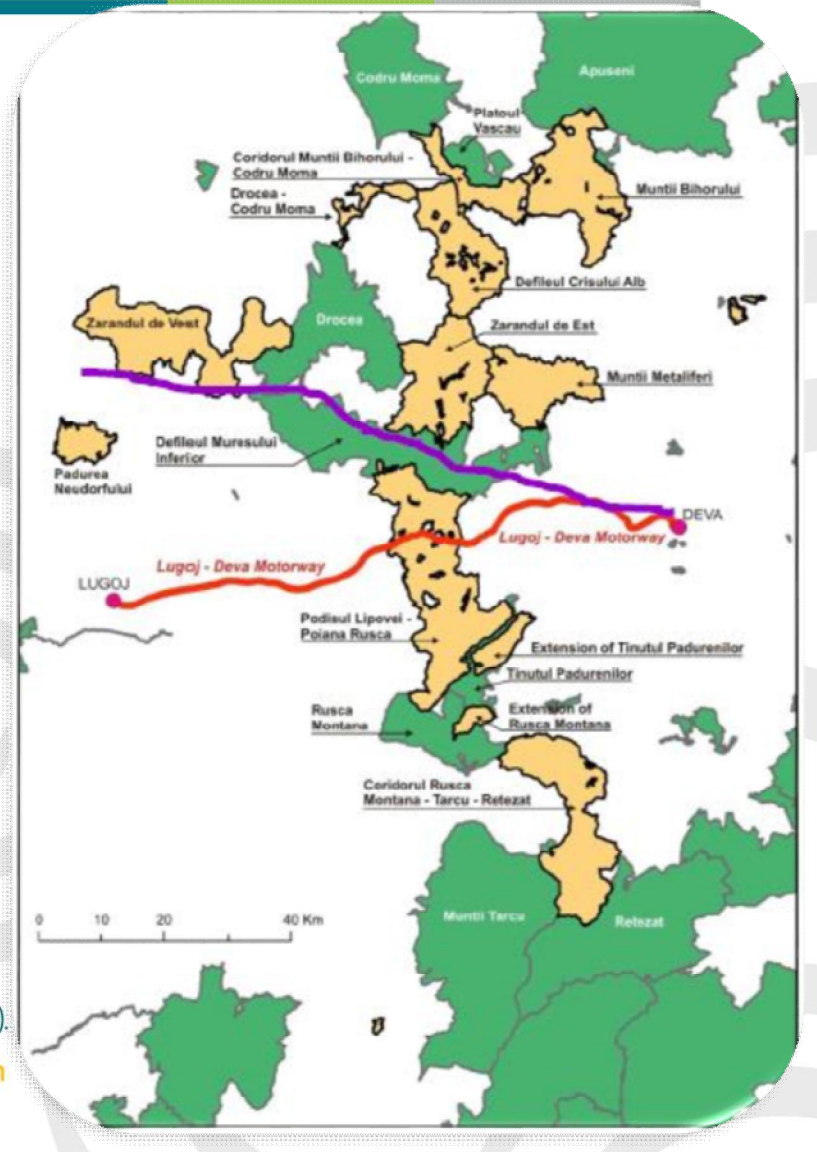 Codru Moma
Apuseni
Platoul
Vascau
Coridorul Muntii Bihorului -
Codru Moma
Drocea -
Codru Moma
Muntii Bihorului
Defileul Crisului Alb
Zarandul de Vest
Drocea
Zarandul de Est
Muntii Metaliferi
Defileul Muresului
Inferior
Padurea
Neudorfului
DEVA
Lugoj - Deva Motorway
Lugoj - Deva Motorway
LUGOJ
Podisul Lipovei -
Poiana Rusca
Extension of Tinutul Padurenilor
Tinutul Padurenilor
Rusca
Montana
Extension of
Rusca Montana
Coridorul Rusca
Montana - Tarcu - Retezat
0 10 20 40 Km
Muntii Tarcu
Retezat
).